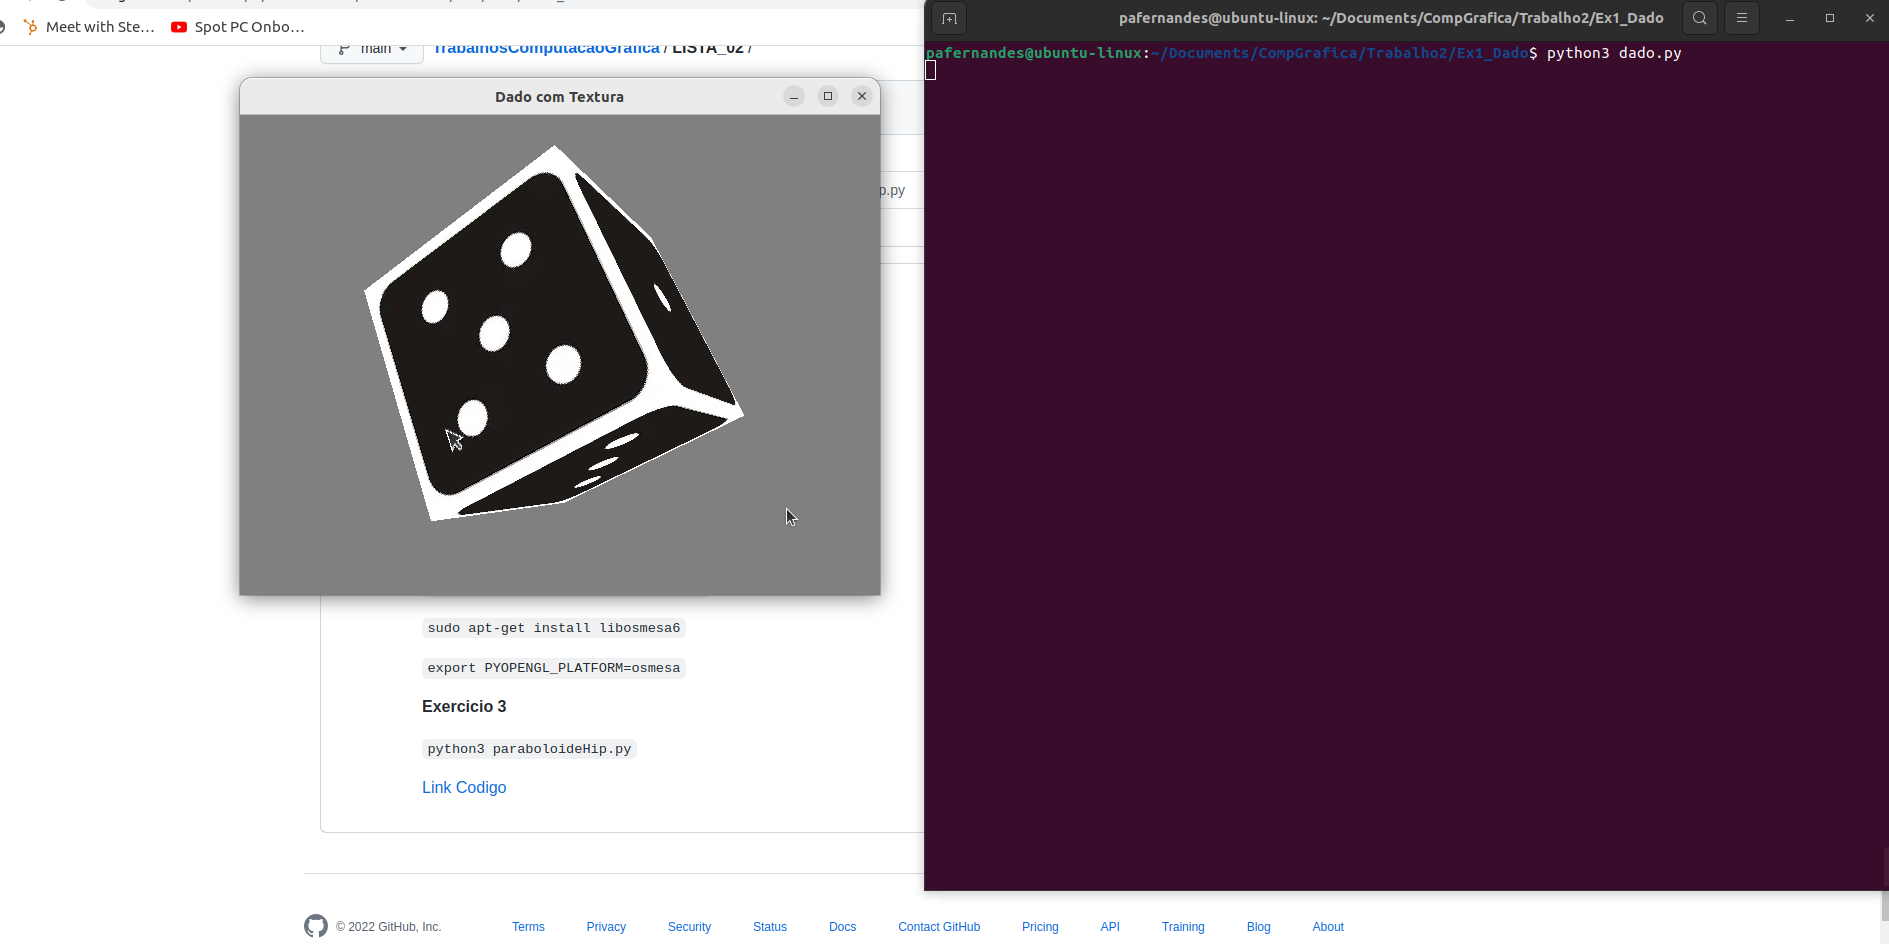 Meet with Ste... Spot PC Onbo...
main TrabalhosComputacaoGrafica / LISTA_02 /
Dado com Textura
p.py
sudo apt-get install libosmesa6
export PYOPENGL_PLATFORM=osmesa
Exercicio 3
python3 paraboloideHip.py
Link Codigo
© 2022 GitHub, Inc. Terms Privacy Security Status Docs Contact GitHub Pricing API Training Blog About
pafernandes@ubuntu-linux: ~/Documents/CompGrafica/Trabalho2/Ex1_Dado
pafernandes@ubuntu-linux:~/Documents/CompGrafica/Trabalho2/Ex1_Dado$ python3 dado.py